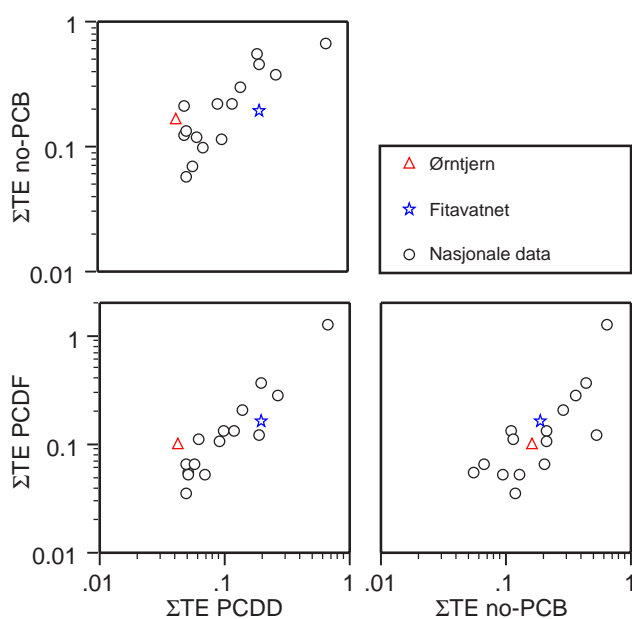 1
0.1
0.01
ΣTE no-PCB
Ørntjern
Fitavatnet
Nasjonale data
1
0.1
0.01
ΣTE PCDF
.01
.1
1
ΣTE PCDD
.01
.1
1
ΣTE no-PCB